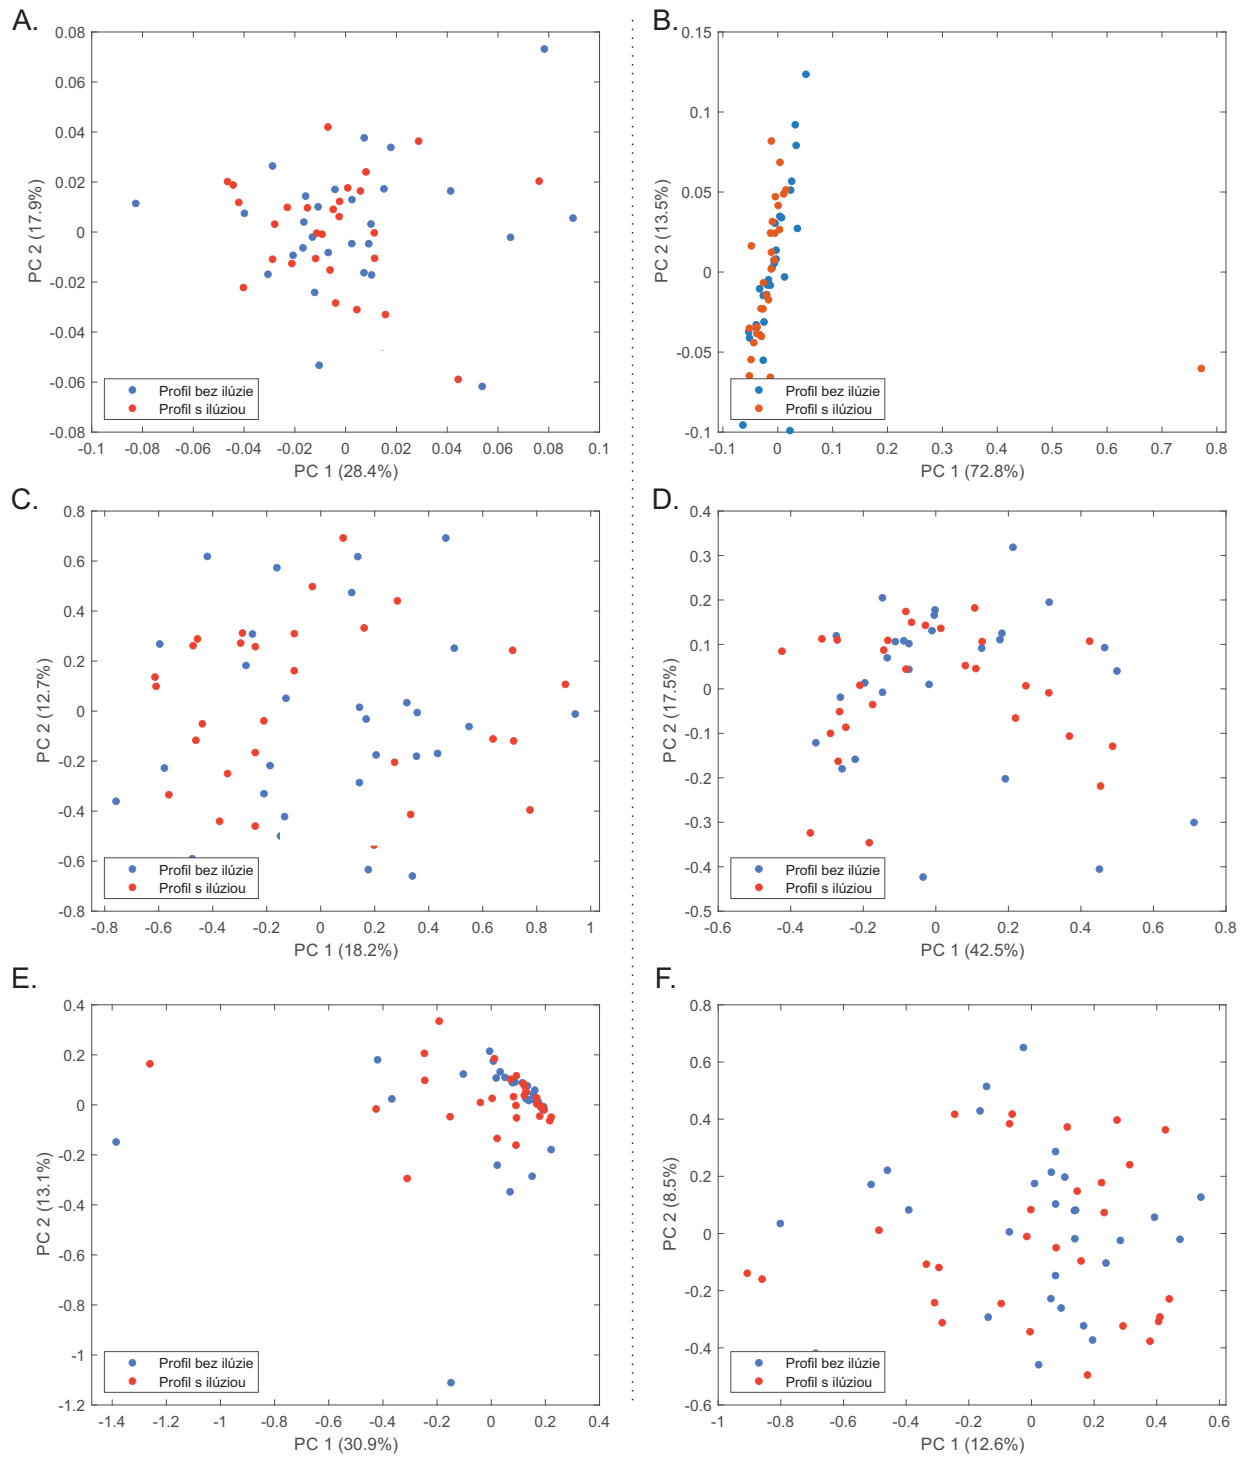 A.
0.08
0.06
0.04
0.02
0
-0.02
-0.04
-0.06
-0.08
-0.1 -0.08 -0.06 -0.04 -0.02 0 0.02 0.04 0.06 0.08 0.1
PC 2 (17.9%)
PC 1 (28.4%)
Profil bez ilúzie
Profil s ilúziou
B.
0.15
0.1
0.05
0
-0.05
-0.1
-0.1 0 0.1 0.2 0.3 0.4 0.5 0.6 0.7 0.8
PC 2 (13.5%)
PC 1 (72.8%)
Profil bez ilúzie
Profil s ilúziou
C.
0.8
0.6
0.4
0.2
0
-0.2
-0.4
-0.6
-0.8
-0.8 -0.6 -0.4 -0.2 0 0.2 0.4 0.6 0.8 1
PC 2 (12.7%)
PC 1 (18.2%)
Profil bez ilúzie
Profil s ilúziou
D.
0.4
0.3
0.2
0.1
0
-0.1
-0.2
-0.3
-0.4
-0.5
-0.6 -0.4 -0.2 0 0.2 0.4 0.6 0.8
PC 2 (17.5%)
PC 1 (42.5%)
Profil bez ilúzie
Profil s ilúziou
E.
0.4
0.2
0
-0.2
-0.4
-0.6
-0.8
-1
-1.2
-1.4 -1.2 -1 -0.8 -0.6 -0.4 -0.2 0 0.2 0.4
PC 2 (13.1%)
PC 1 (30.9%)
Profil bez ilúzie
Profil s ilúziou
F.
0.8
0.6
0.4
0.2
0
-0.2
-0.4
-0.6
-1 -0.8 -0.6 -0.4 -0.2 0 0.2 0.4 0.6
PC 2 (8.5%)
PC 1 (12.6%)
Profil bez ilúzie
Profil s ilúziou